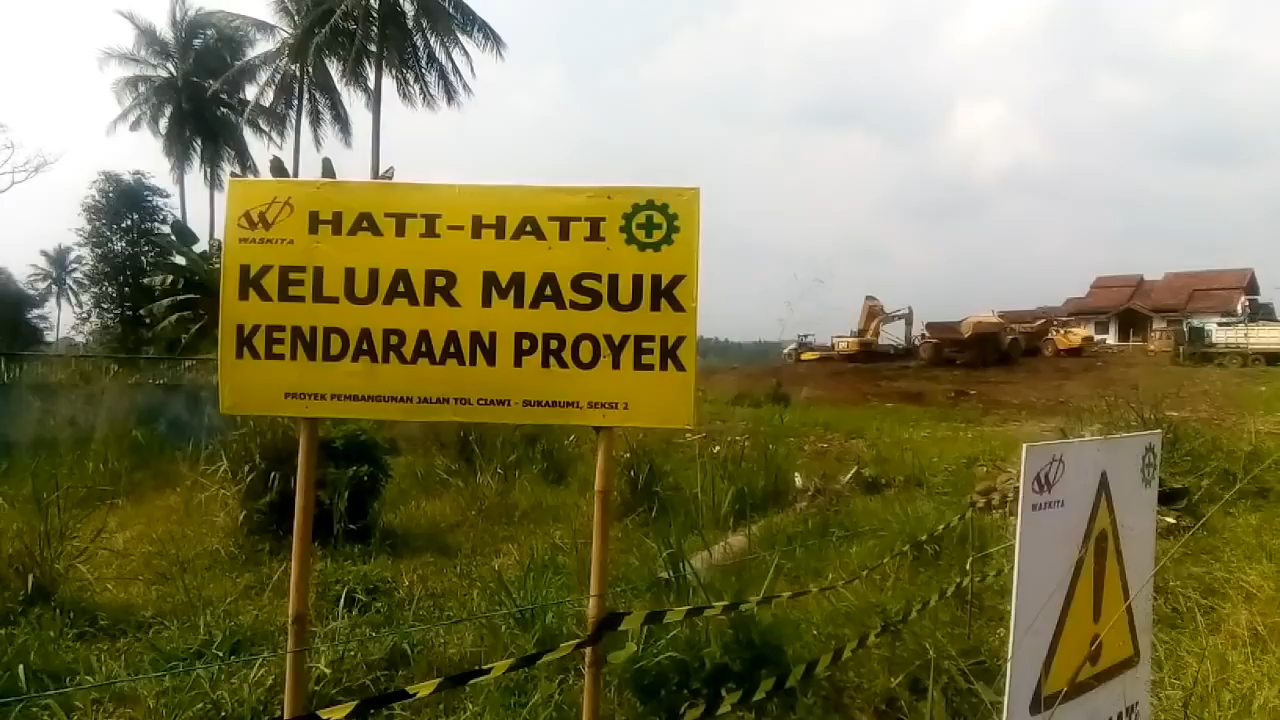 WASKITA
HATI-HATI
KELUAR MASUK
KENDARAAN PROYEK
PROYEK PEMBANGUNAN JALAN TOL CIAWI - SUKABUMI, SEKSI 2
WASKITA